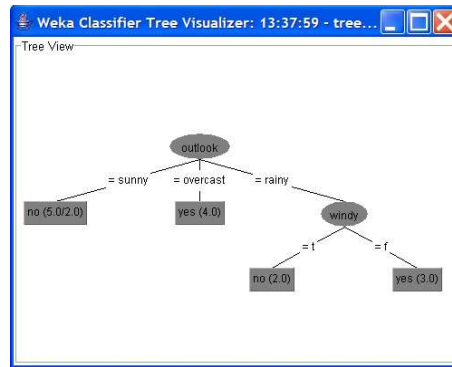 Weka Classifier Tree Visualizer: 13:37:59 - tree...
Tree View
outlook
= sunny
= overcast
= rainy
no (5.0/2.0)
yes (4.0)
windy
= t
= f
no (2.0)
yes (3.0)